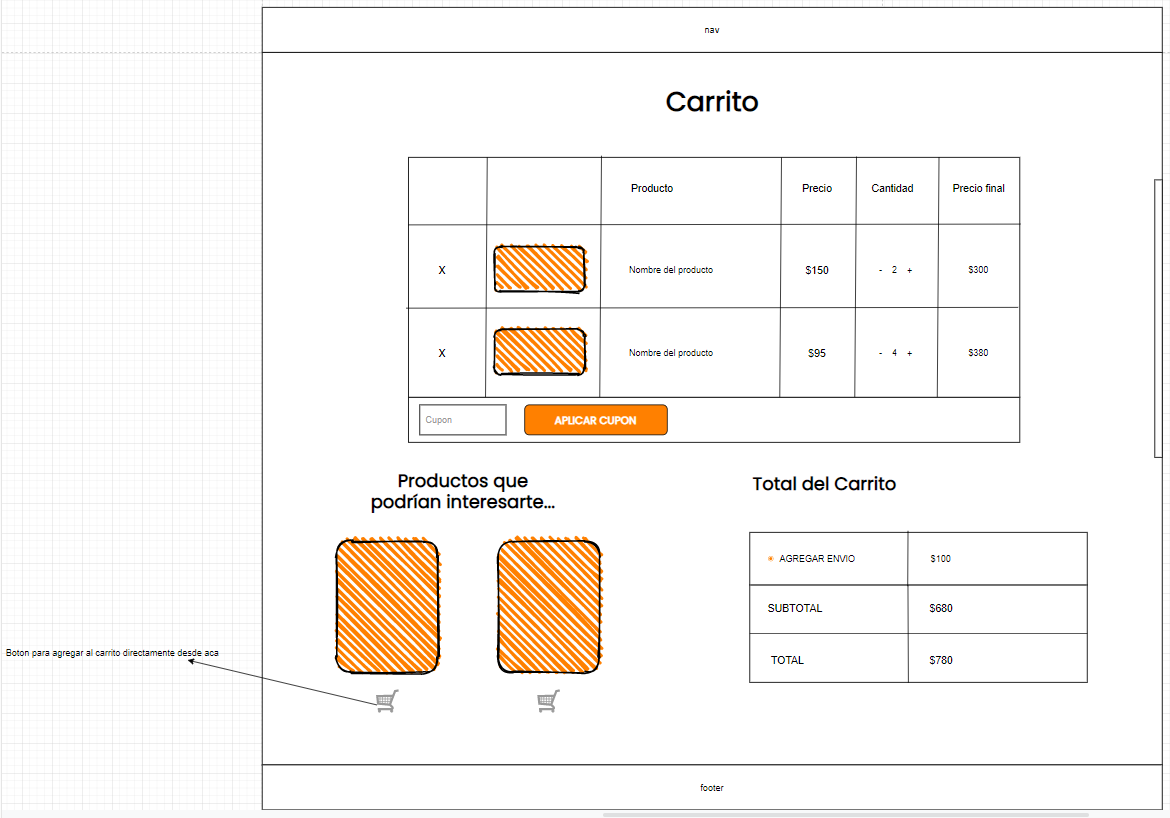 nav
Carrito
Producto Precio Cantidad Precio final
X Nombre del producto $150 - 2 + $300
X Nombre del producto $95 - 4 + $380
Cupon APLICAR CUPON
Productos que
podrían interesarte...
Total del Carrito
AGREGAR ENVIO $100
SUBTOTAL $680
TOTAL $780
Boton para agregar al carrito directamente desde aca
footer